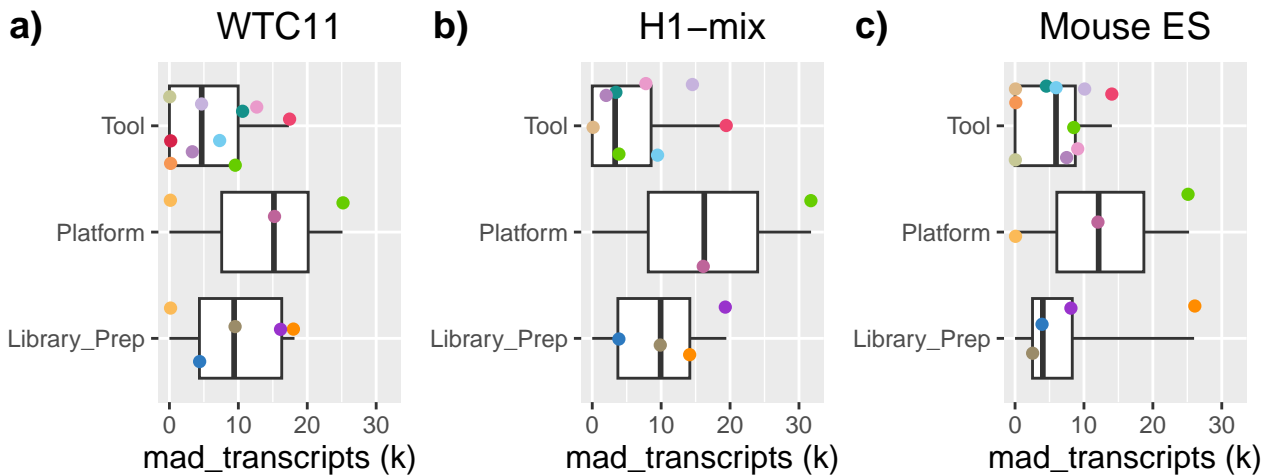 a) WTC11
Tool
Platform
Library_Prep
0 10 20 30
mad_transcripts (k)
b) H1−mix
Tool
Platform
Library_Prep
0 10 20 30
mad_transcripts (k)
c) Mouse ES
Tool
Platform
Library_Prep
0 10 20 30
mad_transcripts (k)